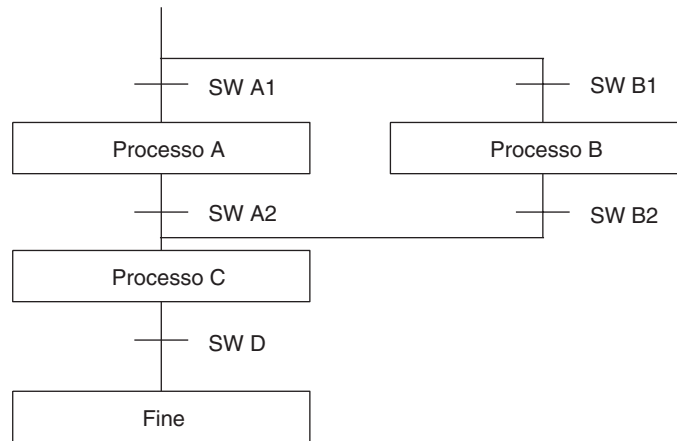 SW A1
SW B1
Processo A
Processo B
SW A2
SW B2
Processo C
SW D
Fine